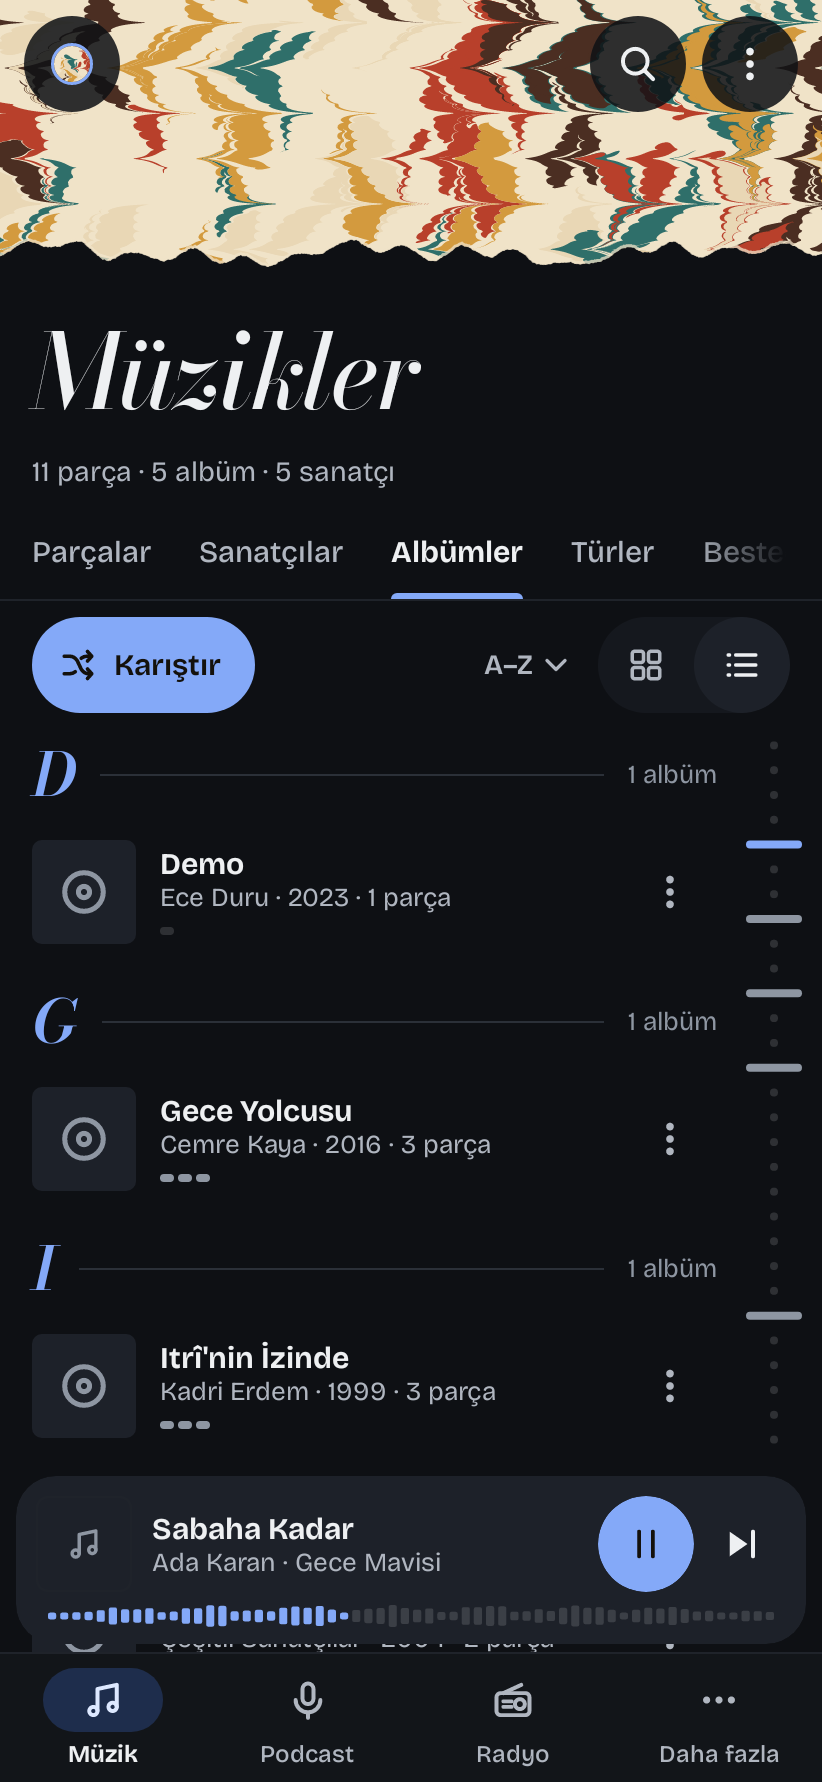 Müzikler
11 parça · 5 albüm · 5 sanatçı
Parçalar Sanatçılar Albümler Türler Beste
Karıştır A–Z
D 1 albüm
Demo
Ece Duru · 2023 · 1 parça
G 1 albüm
Gece Yolcusu
Cemre Kaya · 2016 · 3 parça
I 1 albüm
Itrî'nin İzinde
Kadri Erdem · 1999 · 3 parça
Sabaha Kadar
Ada Karan · Gece Mavisi
Müzik Podcast Radyo Daha fazla